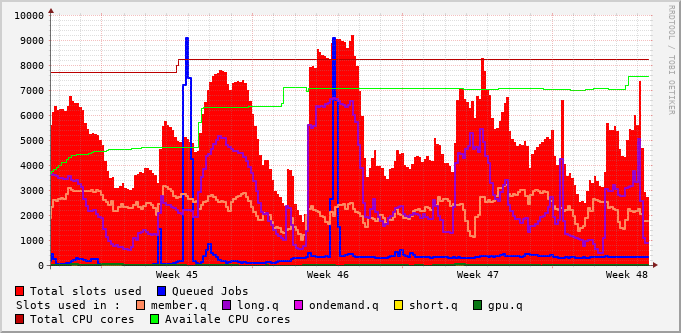 10000
9000
8000
7000
6000
5000
4000
3000
2000
1000
0
Week 45 Week 46 Week 47 Week 48
RRDTOOL / TOBI OETIKER
Total slots used Queued Jobs
Slots used in : member.q long.q ondemand.q short.q gpu.q
Total CPU cores Availale CPU cores